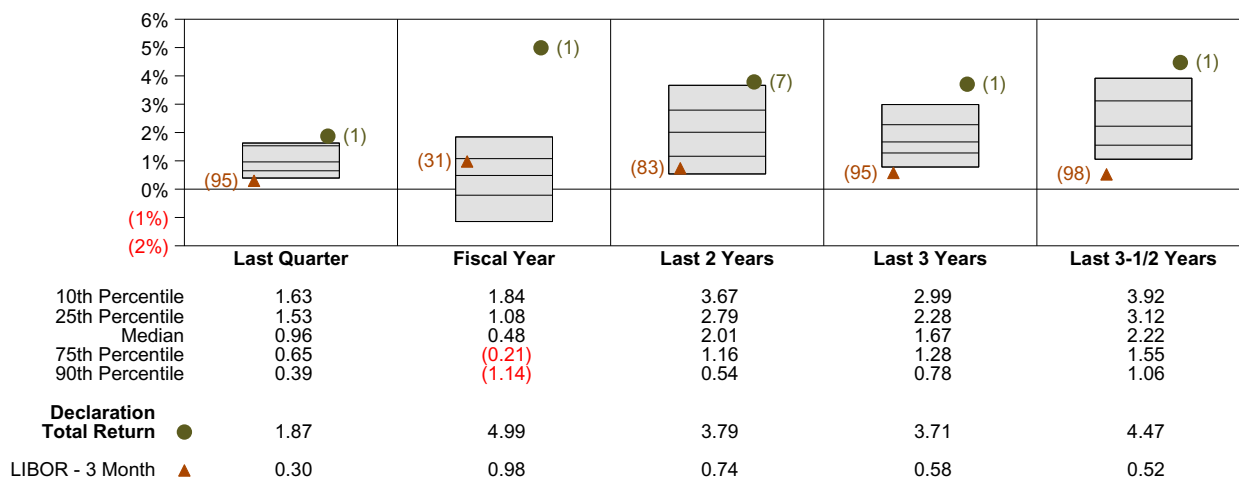 6%
5%
4%
3%
2%
1%
0%
(1%)
(2%)
(1)
(95)
(1)
(31)
(7)
(83)
(1)
(95)
(1)
(98)
Last Quarter Fiscal Year Last 2 Years Last 3 Years Last 3-1/2 Years
10th Percentile 1.63 1.84 3.67 2.99 3.92
25th Percentile 1.53 1.08 2.79 2.28 3.12
Median 0.96 0.48 2.01 1.67 2.22
75th Percentile 0.65 (0.21) 1.16 1.28 1.55
90th Percentile 0.39 (1.14) 0.54 0.78 1.06
Declaration
Total Return 1.87 4.99 3.79 3.71 4.47
LIBOR - 3 Month 0.30 0.98 0.74 0.58 0.52